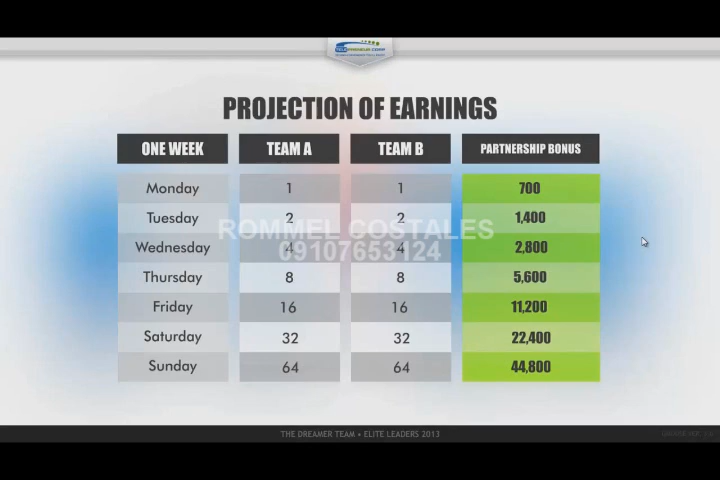 PROJECTION OF EARNINGS
ONE WEEK TEAM A TEAM B PARTNERSHIP BONUS
Monday 1 1 700
Tuesday 2 2 1,400
ROMMEL COSTALES
Wednesday 4 4 2,800
09107653124
Thursday 8 8 5,600
Friday 16 16 11,200
Saturday 32 32 22,400
Sunday 64 64 44,800
THE DREAMER TEAM • ELITE LEADERS 2013